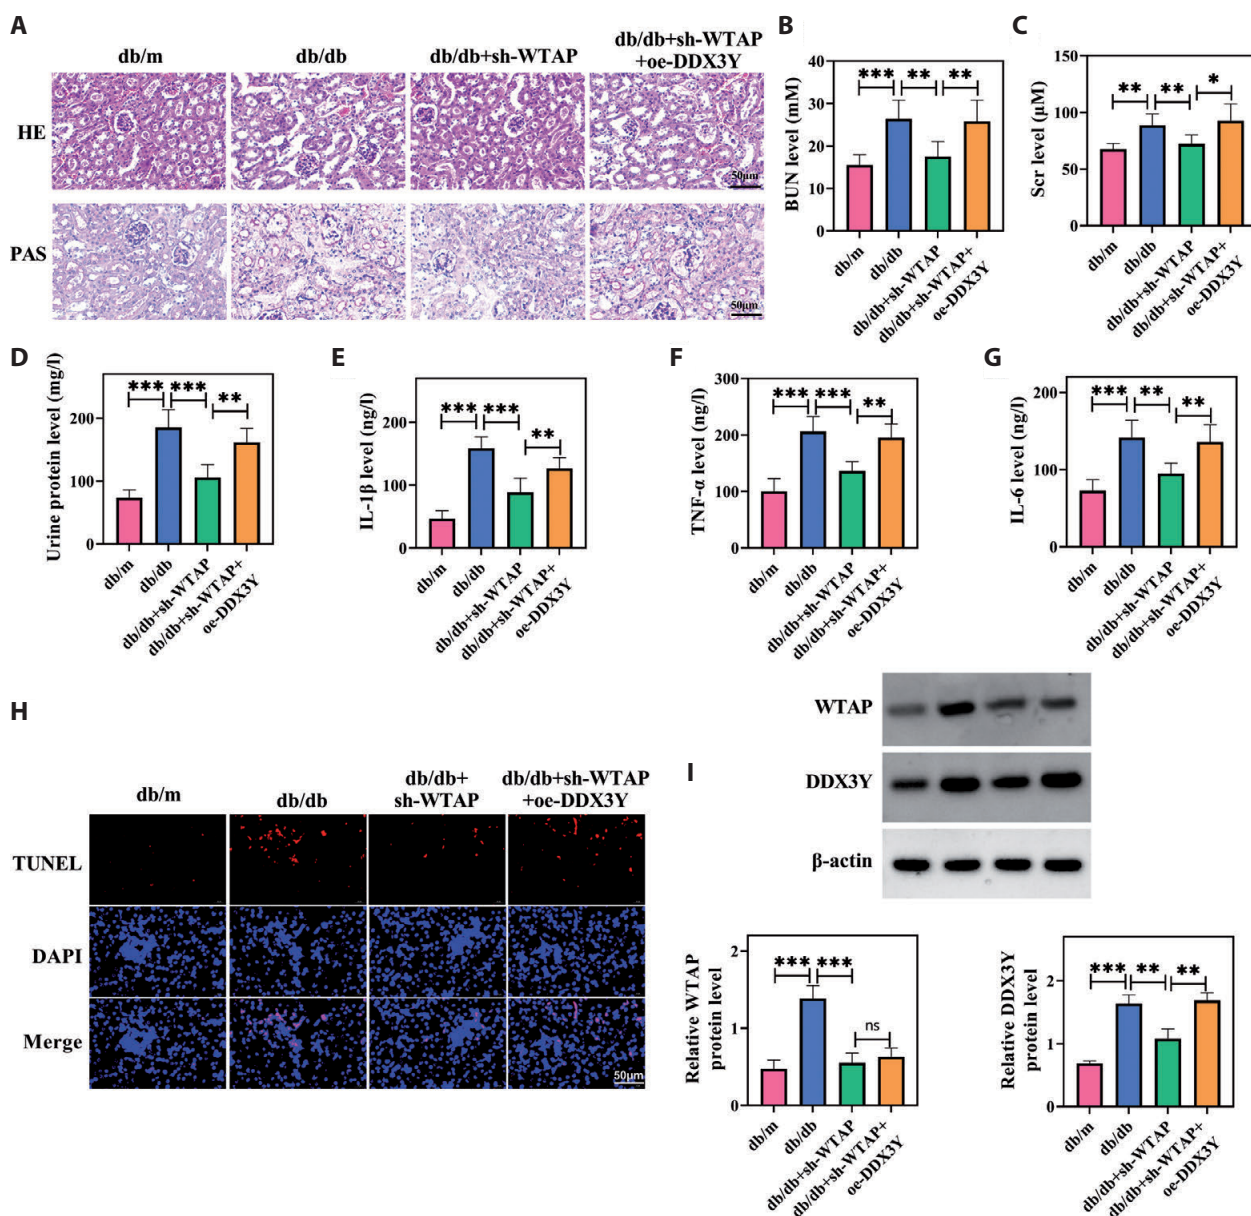 A
db/m
db/db
db/db+sh-WTAP
db/db+sh-WTAP
+oe-DDX3Y
HE
50μm
PAS
50μm
B
BUN level (mM)
40
30
20
10
0
***
**
**
db/m
db/db
db/db+sh-WTAP
db/db+sh-WTAP+
oe-DDX3Y
C
Scr level
(μM)
150
100
50
0
**
**
*
db/m
db/db
db/db+sh-WTAP
db/db+sh-WTAP+
oe-DDX3Y
D
Urine protein level (mg/l)
200
100
0
***
***
**
db/m
db/db
db/db+sh-WTAP
db/db+sh-WTAP+
oe-DDX3Y
E
IL-1β level (ng/l)
200
100
0
***
***
**
db/m
db/db
db/db+sh-WTAP
db/db+sh-WTAP+
oe-DDX3Y
F
TNF-α level (ng/l)
300
200
100
0
***
***
**
db/m
db/db
db/db+sh-WTAP
db/db+sh-WTAP+
oe-DDX3Y
G
IL-6 level (ng/l)
200
100
0
***
**
**
db/m
db/db
db/db+sh-WTAP
db/db+sh-WTAP+
oe-DDX3Y
H
db/m
db/db
db/db+
sh-WTAP
db/db+sh-WTAP
+oe-DDX3Y
TUNEL
DAPI
Merge
50μm
I
WTAP
DDX3Y
β-actin
Relative WTAP
protein level
2
1
0
***
***
ns
db/m
db/db
db/db+sh-WTAP
db/db+sh-WTAP+
oe-DDX3Y
Relative DDX3Y
protein level
2
1
0
***
**
**
db/m
db/db
db/db+sh-WTAP
db/db+sh-WTAP+
oe-DDX3Y